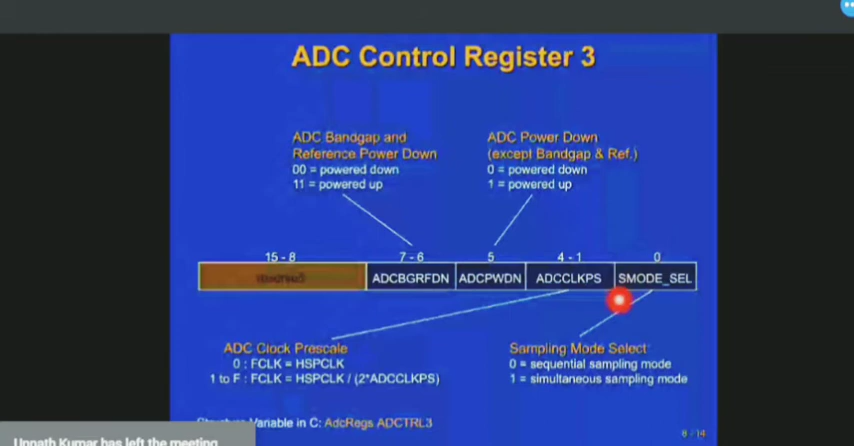 ADC Control Register 3
ADC Bandgap and
Reference Power Down
00 = powered down
11 = powered up
ADC Power Down
(except Bandgap & Ref.)
0 = powered down
1 = powered up
15 - 8
7 - 6
5
4 - 1
0
ADCBGRFDN
ADCPWDN
ADCCLKPS
SMODE_SEL
ADC Clock Prescale
0 : FCLK = HSPCLK
1 to F : FCLK = HSPCLK / (2*ADCCLKPS)
Sampling Mode Select
0 = sequential sampling mode
1 = simultaneous sampling mode
Variable in C: AdcRegs ADCTRL3
Unnath Kumar has left the meeting